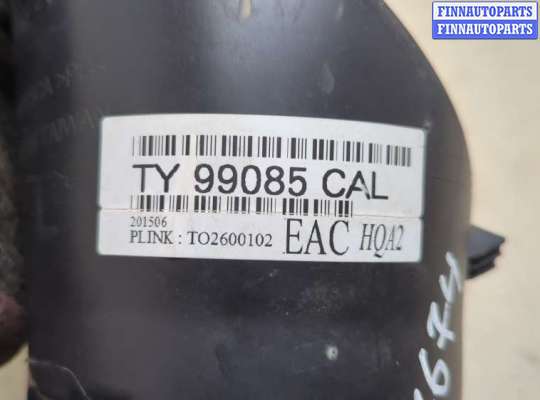 FINNAUTOPARTS
FINNAUTOPARTS
TY 99085 CAL
201506
PLINK : TO2600102
EAC HQA2